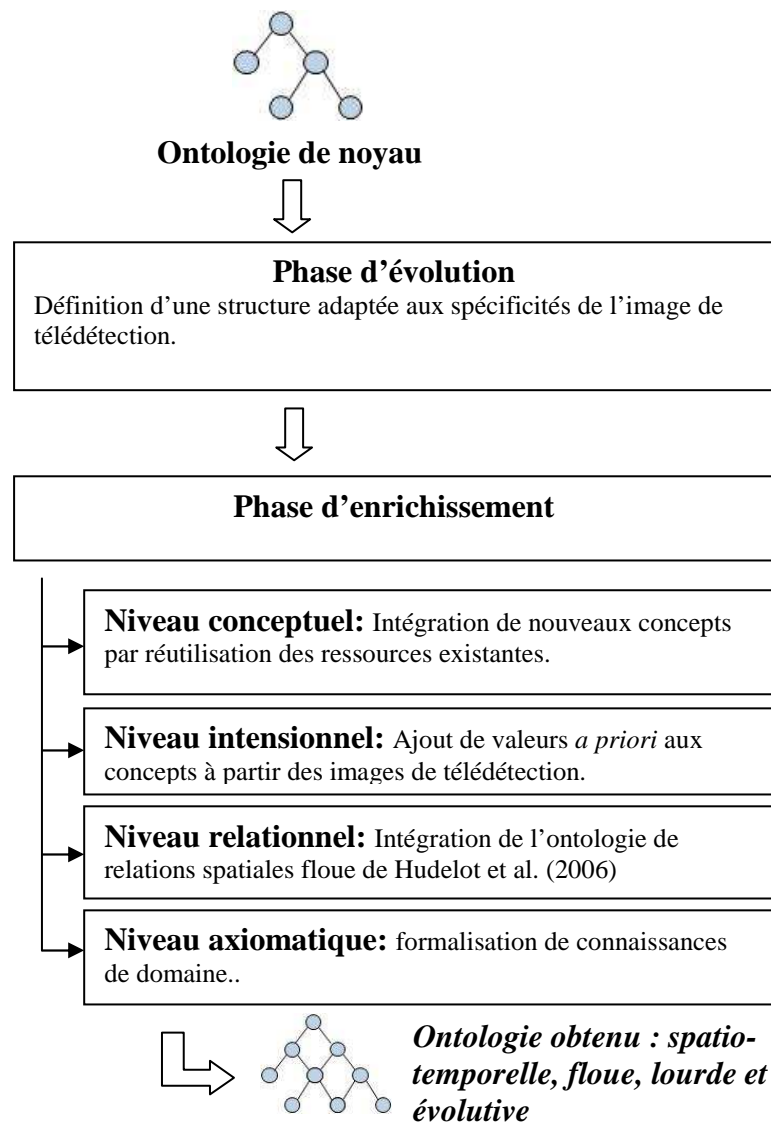 Ontologie de noyau
Phase d’évolution
Définition d’une structure adaptée aux spécificités de l’image de
télédétection.
Phase d’enrichissement
Niveau conceptuel: Intégration de nouveaux concepts
par réutilisation des ressources existantes.
Niveau intensionnel: Ajout de valeurs a priori aux
concepts à partir des images de télédétection.
Niveau relationnel: Intégration de l’ontologie de
relations spatiales floue de Hudelot et al. (2006)
Niveau axiomatique: formalisation de connaissances
de domaine..
Ontologie obtenu : spatio-
temporelle, floue, lourde et
évolutive